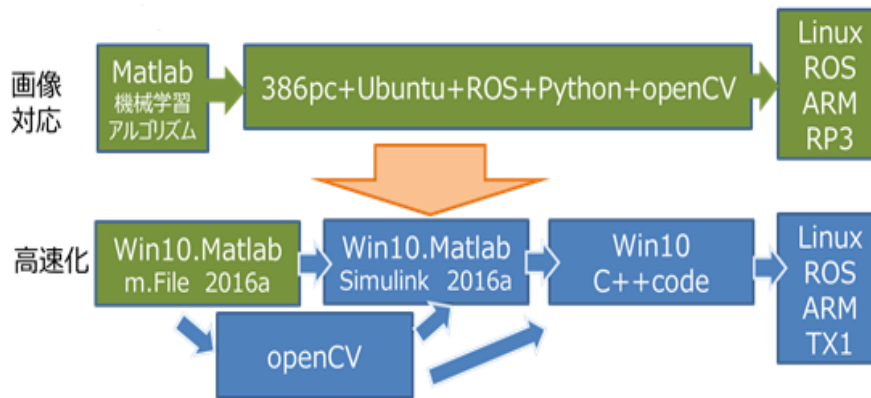 画像
対応
Matlab
機械学習
アルゴリズム
386pc+Ubuntu+ROS+Python+openCV
Linux
ROS
ARM
RP3
高速化
Win10.Matlab
m.File 2016a
Win10.Matlab
Simulink 2016a
Win10
C++code
Linux
ROS
ARM
TX1
openCV